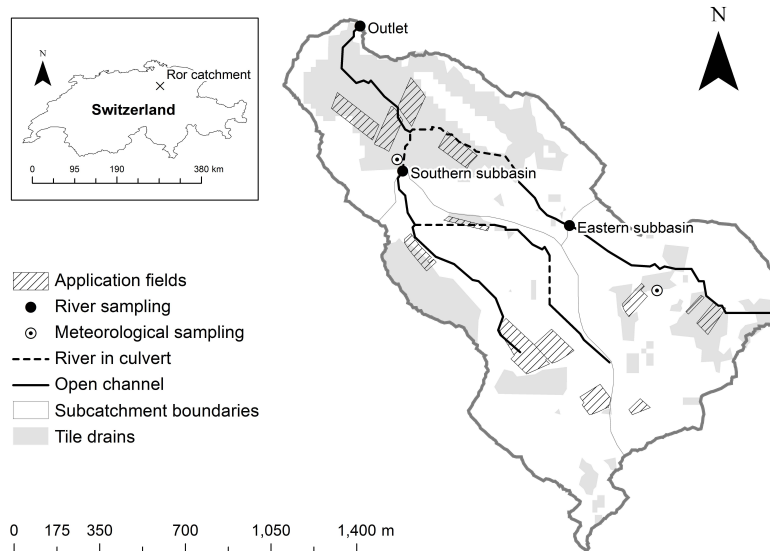 N
Ror catchment
Switzerland
0 95 190 380 km
N
Outlet
Southern subbasin
Eastern subbasin
Application fields
River sampling
Meteorological sampling
River in culvert
Open channel
Subcatchment boundaries
Tile drains
0 175 350 700 1,050 1,400 m